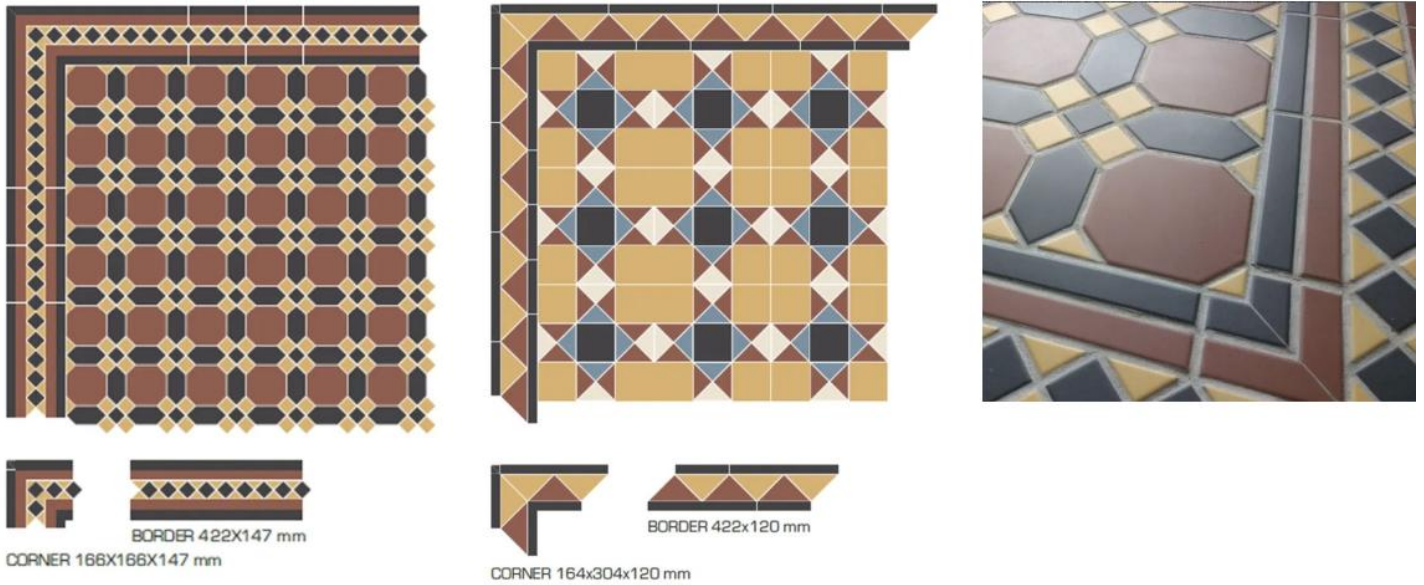 BORDER 422X147 mm
CORNER 166X166X147 mm
BORDER 422x120 mm
CORNER 164x304x120 mm